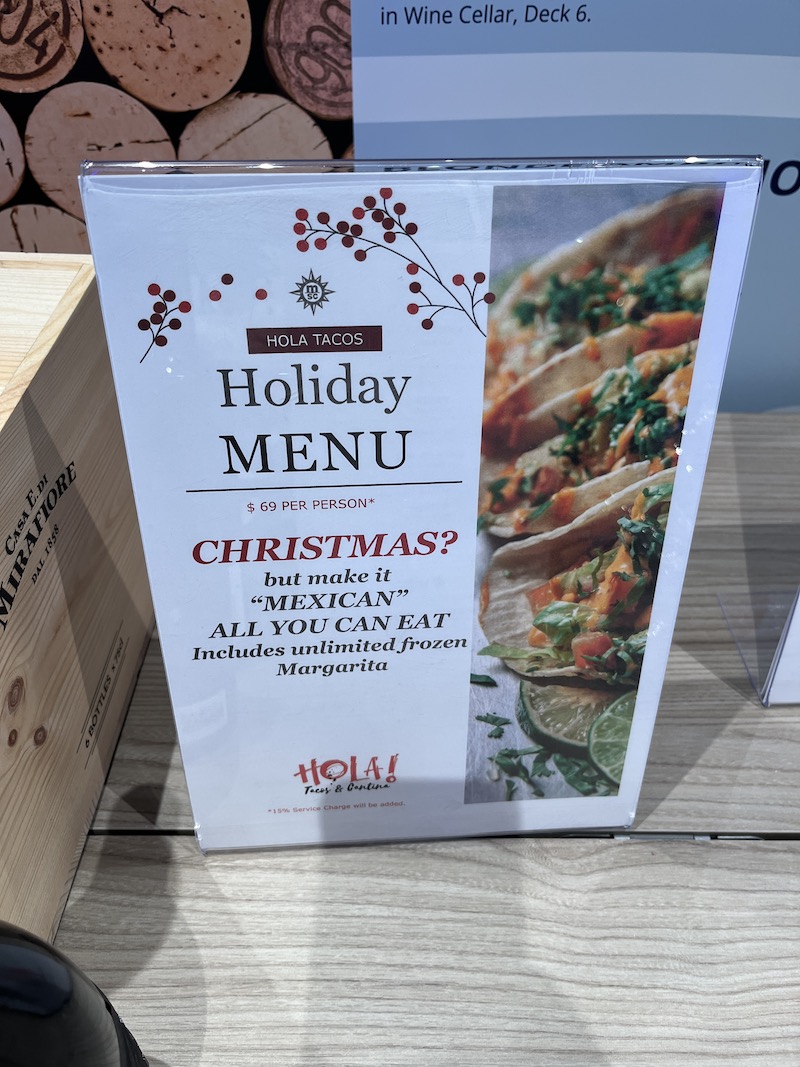 in Wine Cellar, Deck 6.
msc
HOLA TACOS
Holiday
MENU
$ 69 PER PERSON*
CHRISTMAS?
but make it
“MEXICAN”
ALL YOU CAN EAT
Includes unlimited frozen
Margarita
HOLA!
Tacos & Cantina
*15% Service Charge will be added.
CASA E. DI
MIRAFIORE
DAL 1858